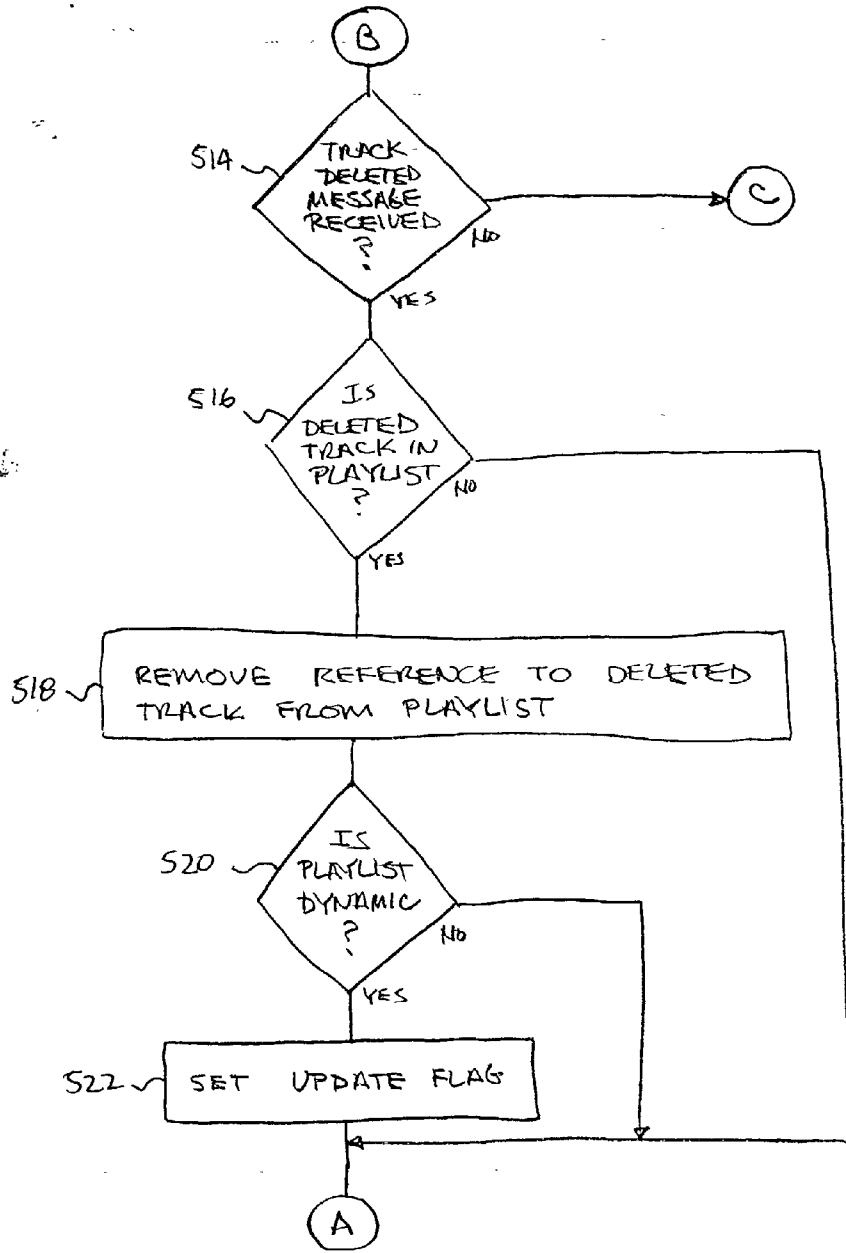 B
514
TRACK
DELETED
MESSAGE
RECEIVED
?
NO
C
YES
516
IS
DELETED
TRACK IN
PLAYLIST
?
NO
YES
518
REMOVE REFERENCE TO DELETED
TRACK FROM PLAYLIST
520
IS
PLAYLIST
DYNAMIC
?
NO
YES
522
SET UPDATE FLAG
A